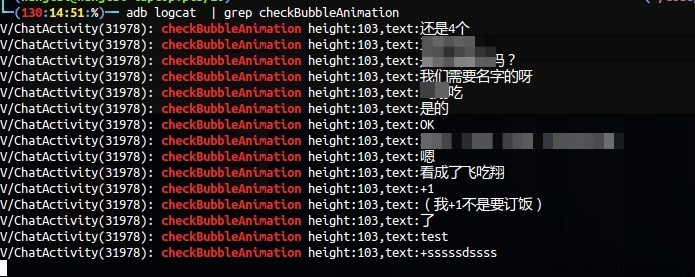 (130:14:51:%)— adb logcat  | grep checkBubbleAnimation
V/ChatActivity(31978): checkBubbleAnimation height:103,text:还是4个
V/ChatActivity(31978): checkBubbleAnimation height:103,text:
V/ChatActivity(31978): checkBubbleAnimation height:103,text:吗？
V/ChatActivity(31978): checkBubbleAnimation height:103,text:我们需要名字的呀
V/ChatActivity(31978): checkBubbleAnimation height:103,text:吃
V/ChatActivity(31978): checkBubbleAnimation height:103,text:是的
V/ChatActivity(31978): checkBubbleAnimation height:103,text:OK
V/ChatActivity(31978): checkBubbleAnimation height:103,text:
V/ChatActivity(31978): checkBubbleAnimation height:103,text:嗯
V/ChatActivity(31978): checkBubbleAnimation height:103,text:看成了飞吃翔
V/ChatActivity(31978): checkBubbleAnimation height:103,text:+1
V/ChatActivity(31978): checkBubbleAnimation height:103,text:（我+1不是要订饭）
V/ChatActivity(31978): checkBubbleAnimation height:103,text:了
V/ChatActivity(31978): checkBubbleAnimation height:103,text:test
V/ChatActivity(31978): checkBubbleAnimation height:103,text:+sssssdssss